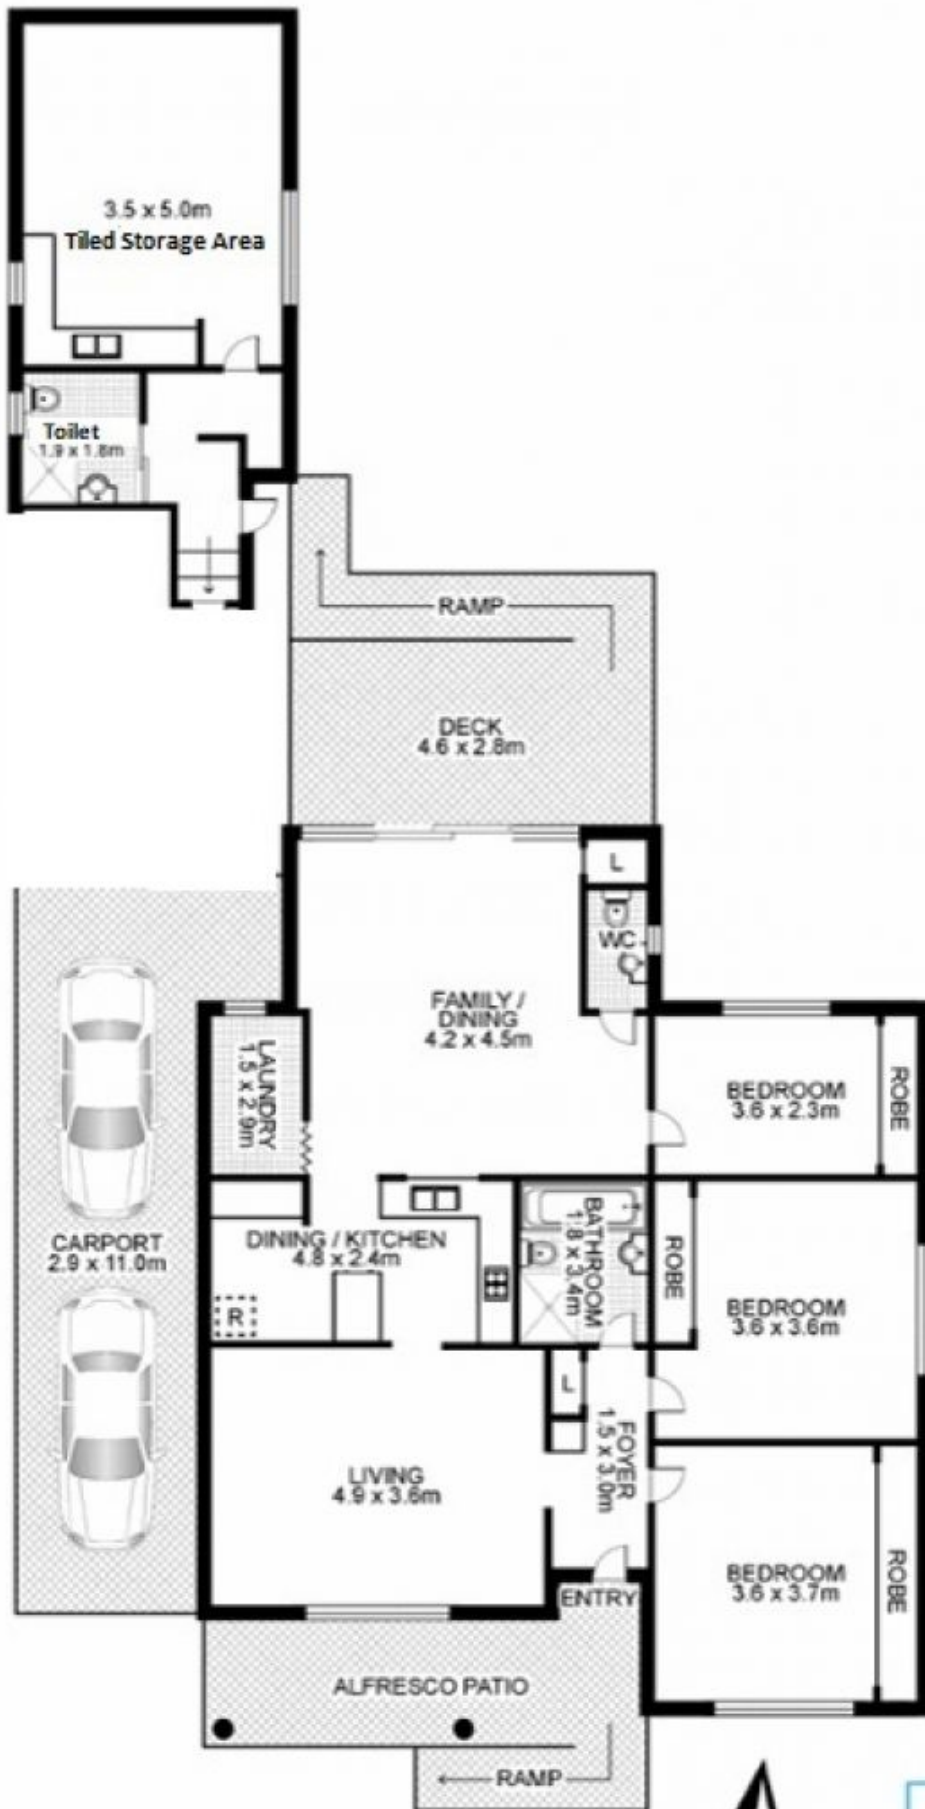 3.5 x 5.0m
Tiled Storage Area
Toilet
1.9 x 1.8m
RAMP
DECK
4.6 x 2.8m
L
WC
FAMILY /
DINING
4.2 x 4.5m
LAUNDRY
1.5 x 2.9m
BEDROOM
3.6 x 2.3m
ROBE
CARPORT
2.9 x 11.0m
DINING / KITCHEN
4.8 x 2.4m
R
BATHROOM
1.8 x 3.4m
ROBE
BEDROOM
3.6 x 3.6m
L
FOYER
1.5 x 3.0m
LIVING
4.9 x 3.6m
BEDROOM
3.6 x 3.7m
ROBE
ENTRY
ALFRESCO PATIO
RAMP